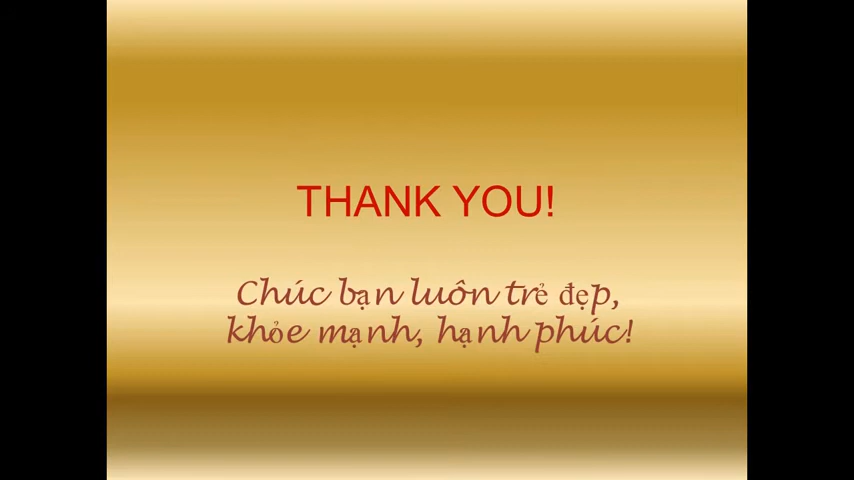 THANK YOU!
Chúc bạn luôn trẻ đẹp,
khỏe mạnh, hạnh phúc!